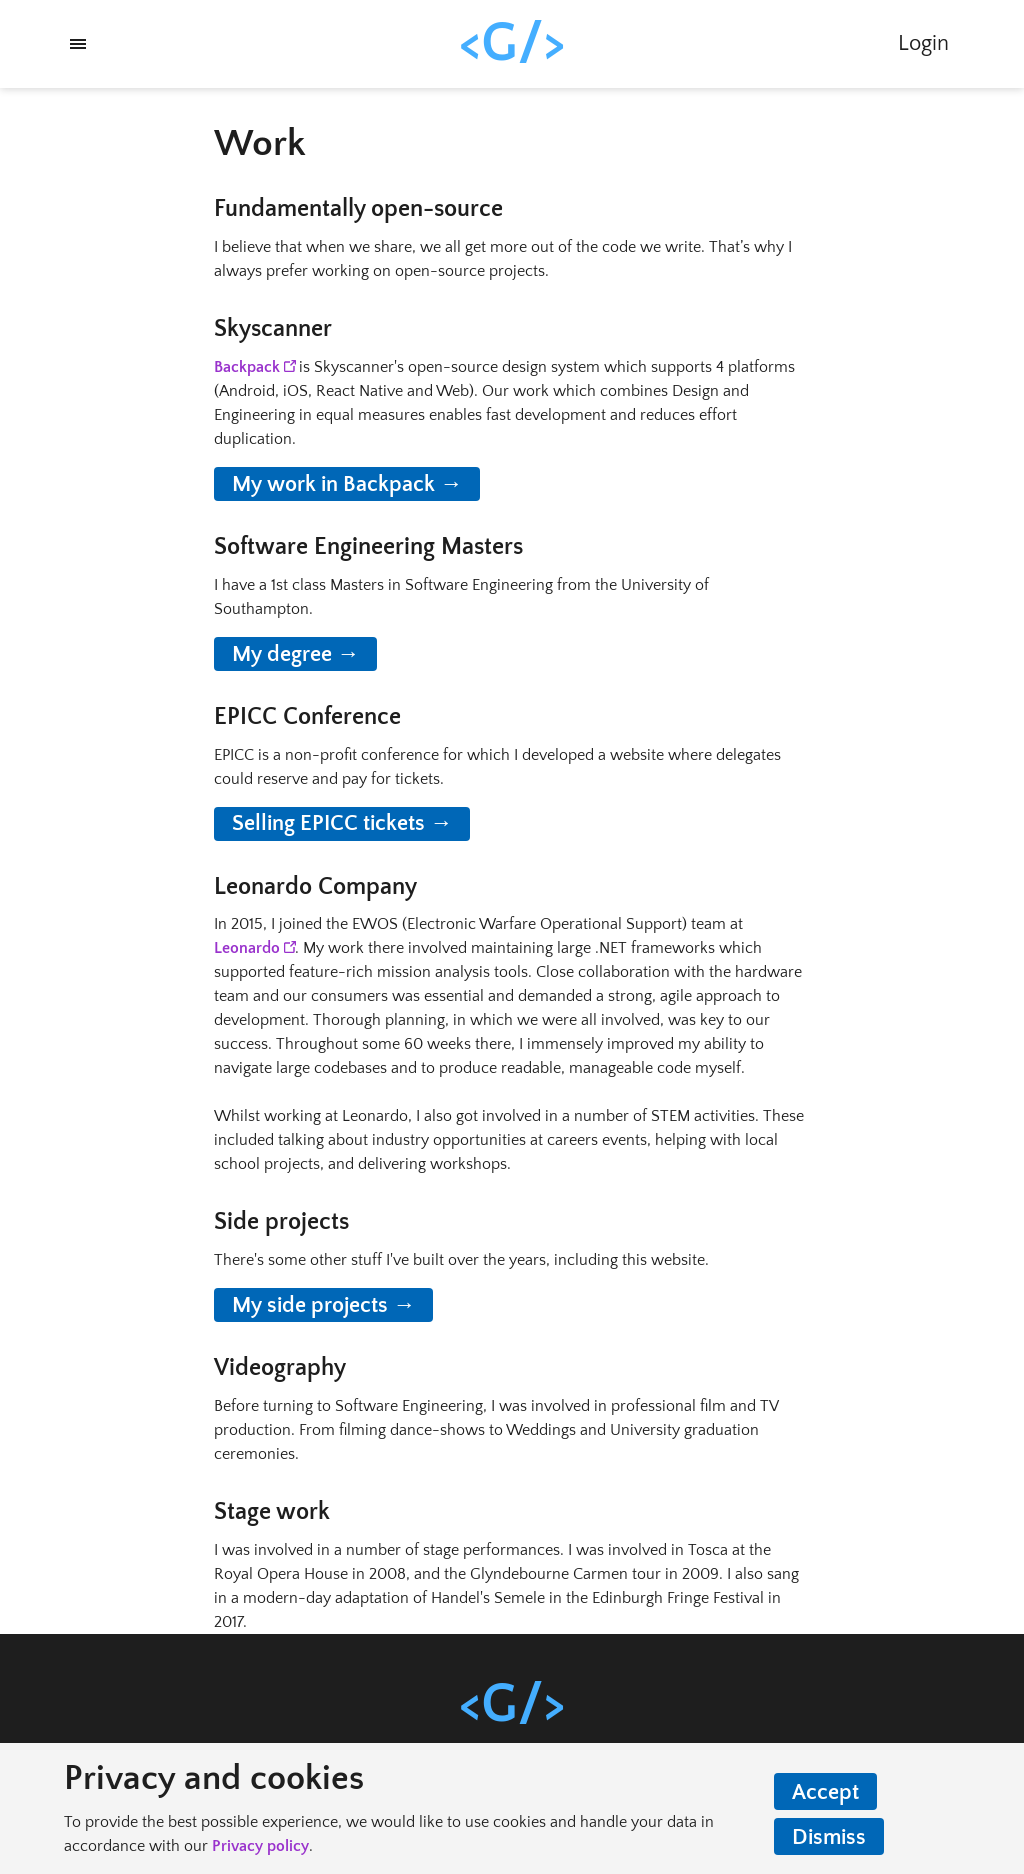 <G/>
Login
Work
Fundamentally open-source
I believe that when we share, we all get more out of the code we write. That’s why I
always prefer working on open-source projects.
Skyscanner
Backpack is Skyscanner's open-source design system which supports 4 platforms
(Android, iOS, React Native and Web). Our work which combines Design and
Engineering in equal measures enables fast development and reduces effort
duplication.
My work in Backpack →
Software Engineering Masters
I have a 1st class Masters in Software Engineering from the University of
Southampton.
My degree →
EPICC Conference
EPICC is a non-profit conference for which I developed a website where delegates
could reserve and pay for tickets.
Selling EPICC tickets →
Leonardo Company
In 2015, I joined the EWOS (Electronic Warfare Operational Support) team at
Leonardo. My work there involved maintaining large .NET frameworks which
supported feature-rich mission analysis tools. Close collaboration with the hardware
team and our consumers was essential and demanded a strong, agile approach to
development. Thorough planning, in which we were all involved, was key to our
success. Throughout some 60 weeks there, I immensely improved my ability to
navigate large codebases and to produce readable, manageable code myself.
Whilst working at Leonardo, I also got involved in a number of STEM activities. These
included talking about industry opportunities at careers events, helping with local
school projects, and delivering workshops.
Side projects
There's some other stuff I've built over the years, including this website.
My side projects →
Videography
Before turning to Software Engineering, I was involved in professional film and TV
production. From filming dance-shows to Weddings and University graduation
ceremonies.
Stage work
I was involved in a number of stage performances. I was involved in Tosca at the
Royal Opera House in 2008, and the Glyndebourne Carmen tour in 2009. I also sang
in a modern-day adaptation of Handel's Semele in the Edinburgh Fringe Festival in
2017.
<G/>
Privacy and cookies
To provide the best possible experience, we would like to use cookies and handle your data in
accordance with our Privacy policy.
Accept
Dismiss